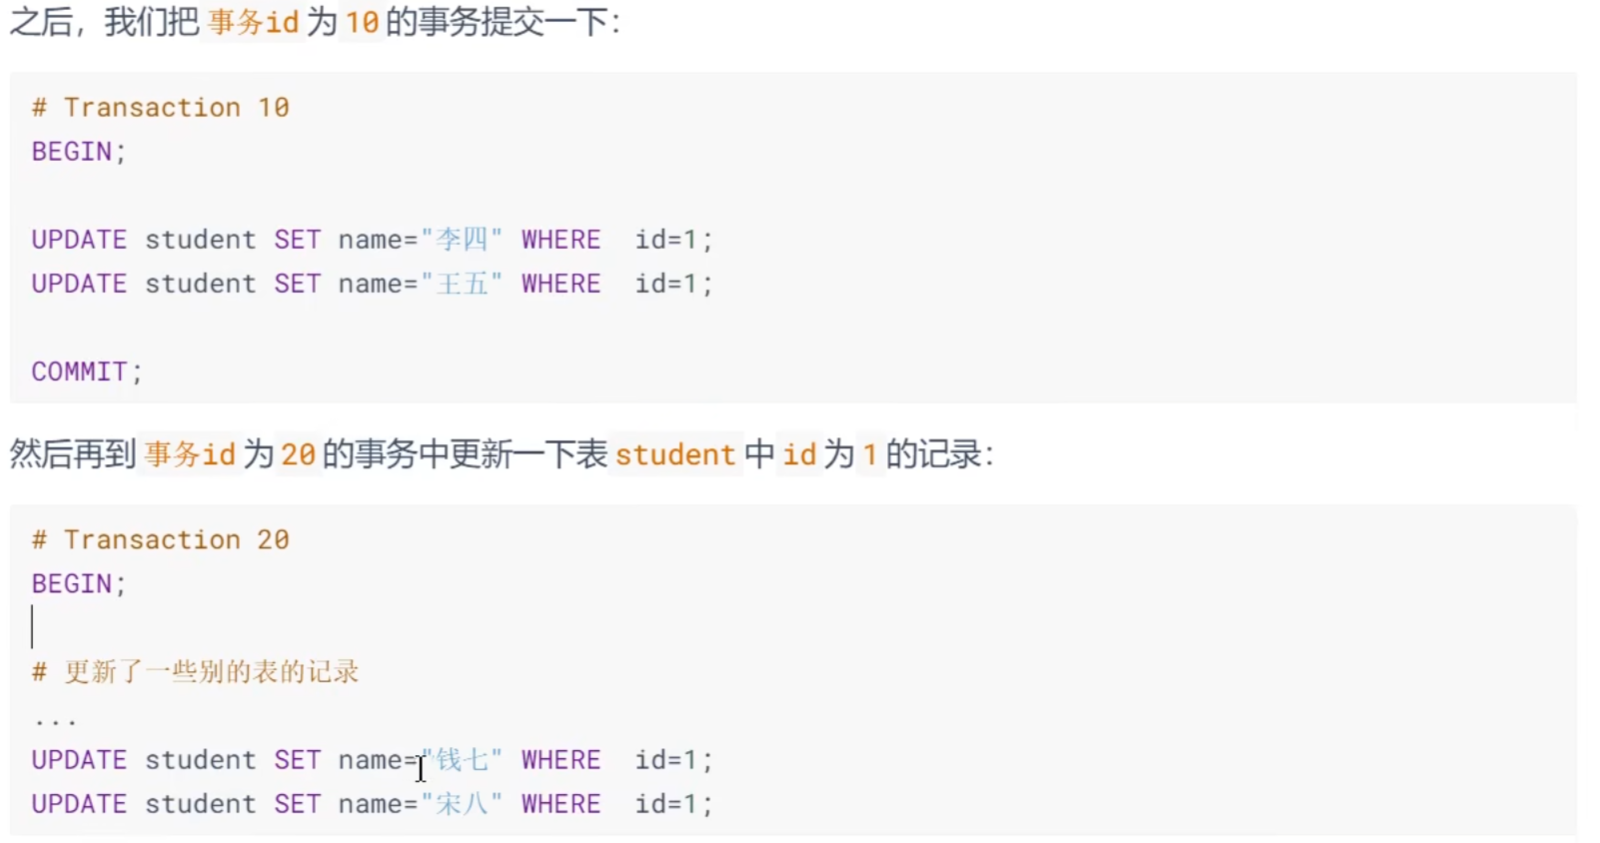 之后，我们把 事务id 为 10 的事务提交一下：
# Transaction 10
BEGIN;
UPDATE student SET name="李四" WHERE  id=1;
UPDATE student SET name="王五" WHERE  id=1;
COMMIT;
然后再到 事务id 为 20 的事务中更新一下表 student 中 id 为 1 的记录：
# Transaction 20
BEGIN;
# 更新了一些别的表的记录
...
UPDATE student SET name="钱七" WHERE  id=1;
UPDATE student SET name="宋八" WHERE  id=1;